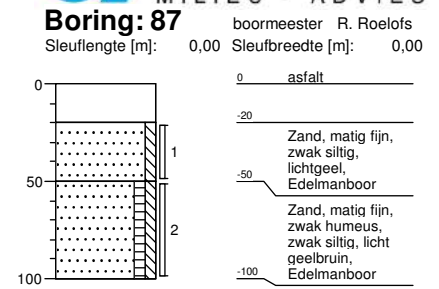 MILIEU - ADVIES
Boring: 87 boormeester R. Roelofs
Sleuflengte [m]: 0,00 Sleufbreedte [m]: 0,00
0
50
100
1
2
0 asfalt
-20
Zand, matig fijn,
zwak siltig,
lichtgeel,
-50 Edelmanboor
Zand, matig fijn,
zwak humeus,
zwak siltig, licht
geelbruin,
-100 Edelmanboor